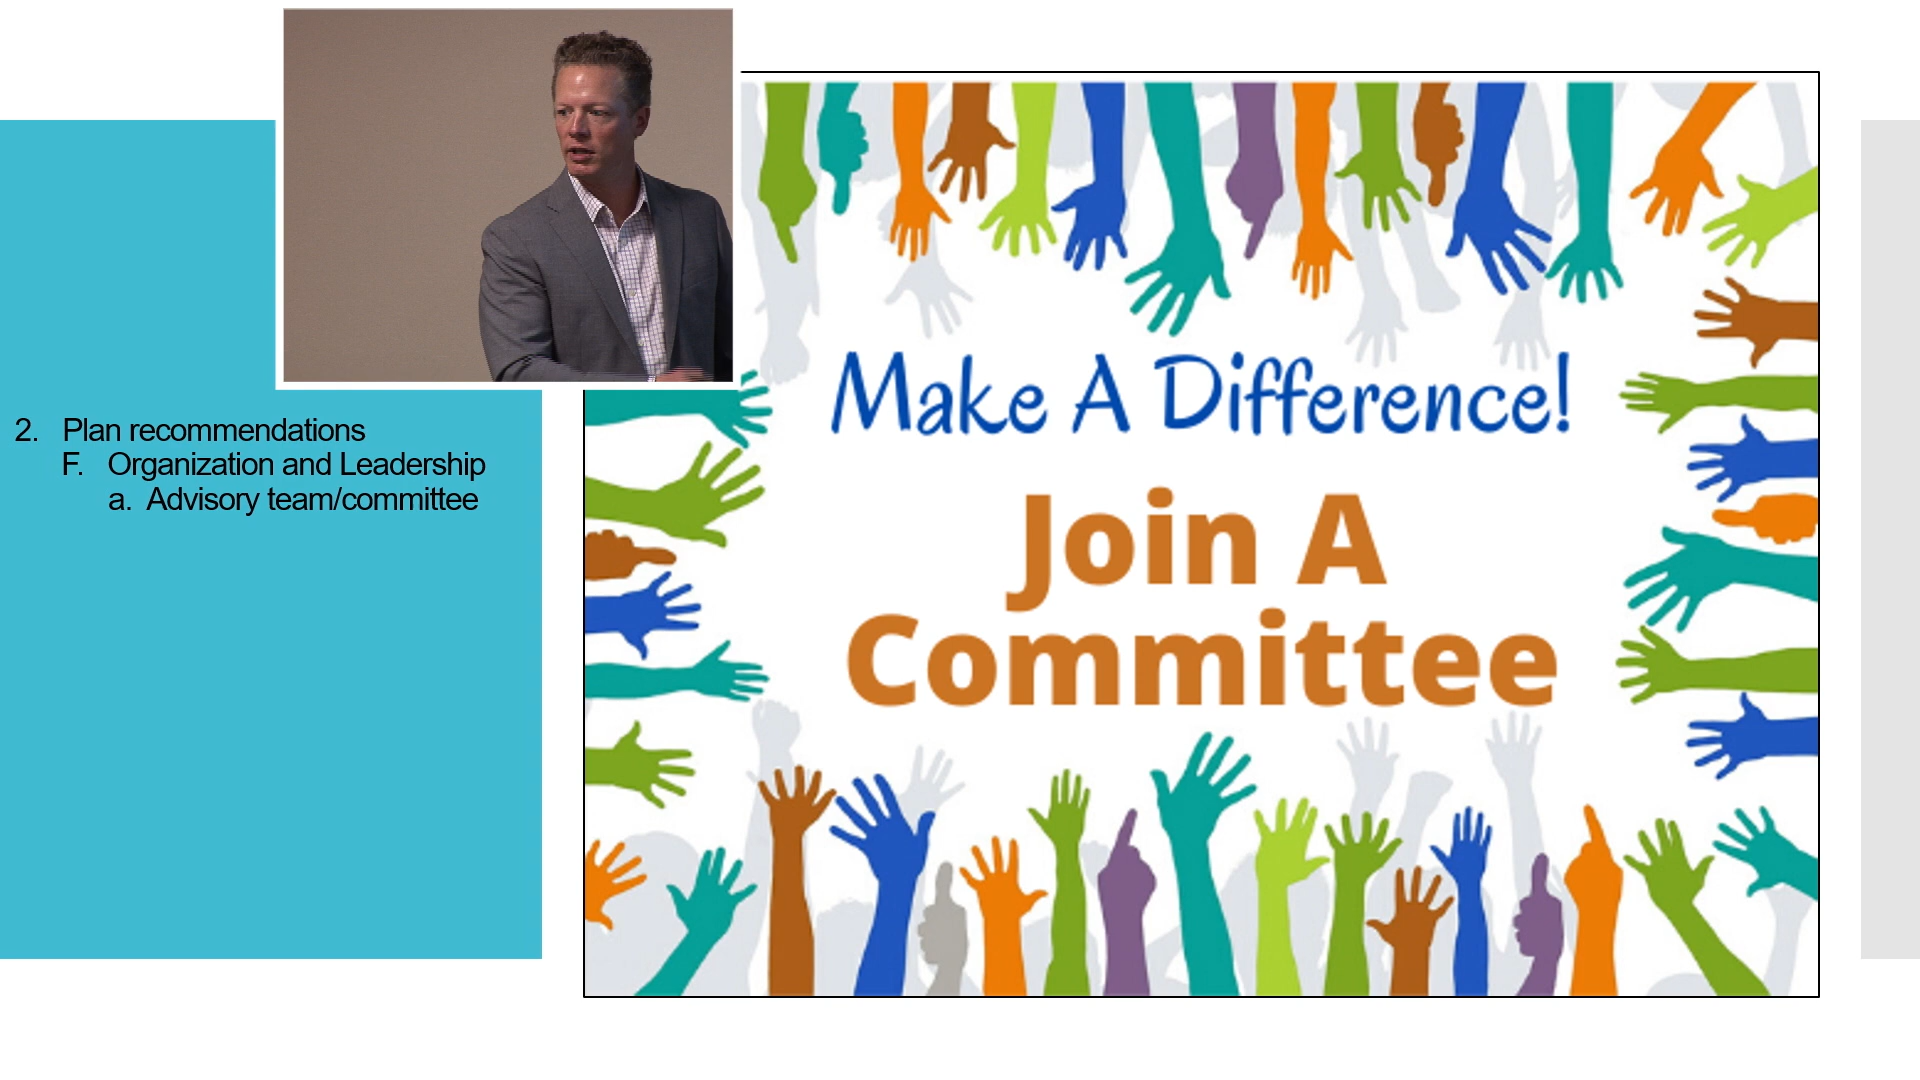 2. Plan recommendations
F. Organization and Leadership
a. Advisory team/committee
Make A Difference!
Join A
Committee